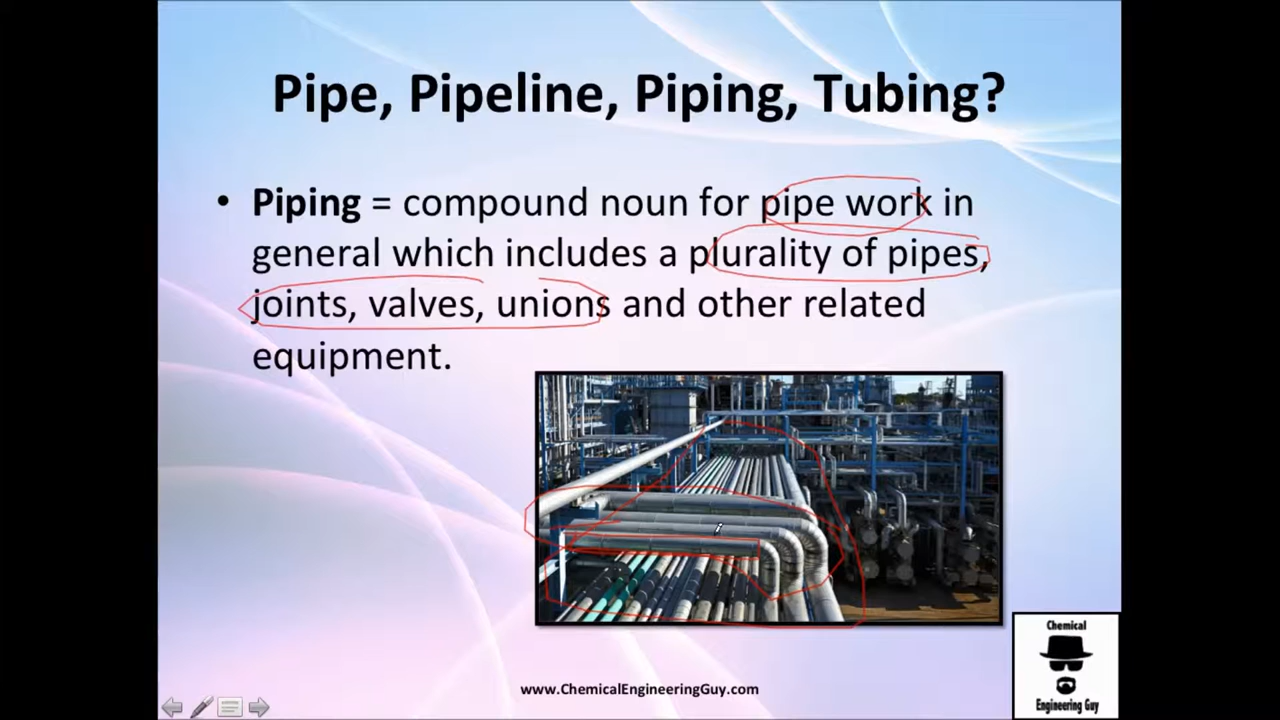 Pipe, Pipeline, Piping, Tubing?
• Piping = compound noun for pipe work in
general which includes a plurality of pipes,
joints, valves, unions and other related
equipment.
Chemical
Engineering Guy
www.ChemicalEngineeringGuy.com